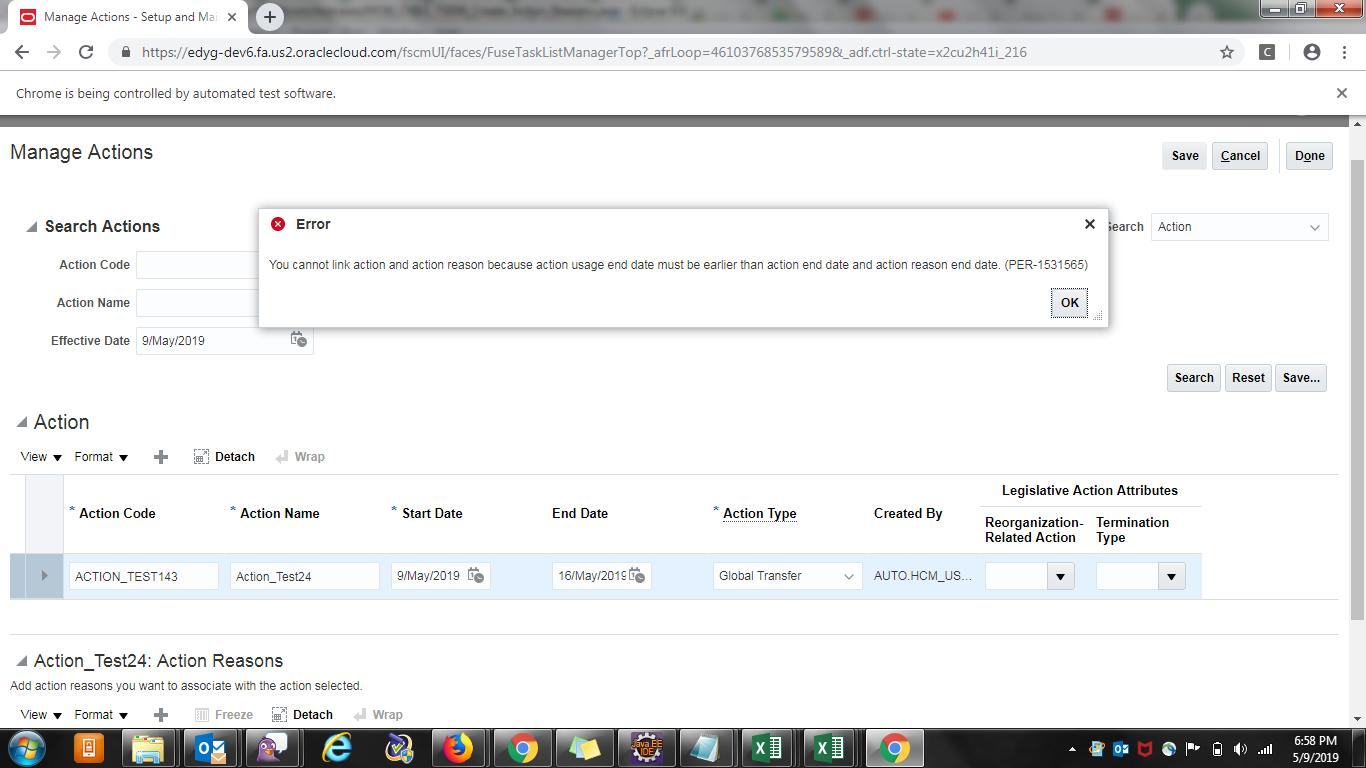 Manage Actions - Setup and Mai
https://edyg-dev6.fa.us2.oraclecloud.com/fscmUI/faces/FuseTaskListManagerTop?_afrLoop=46103768535795​89&_adf.ctrl-state=x2cu2h41i_216
C
Chrome is being controlled by automated test software.
Manage Actions
Save Cancel Done
Search Actions
Search Action
Error
You cannot link action and action reason because action usage end date must be earlier than action end date and action reason end date. (PER-1531565)
OK
Action Code
Action Name
Effective Date 9/May/2019
Search Reset Save...
Action
View Format Detach Wrap
Legislative Action Attributes
* Action Code * Action Name * Start Date End Date * Action Type Created By Reorganization-Related Action Termination Type
ACTION_TEST143 Action_Test24 9/May/2019 16/May/2019 Global Transfer AUTO.HCM_US...
Action_Test24: Action Reasons
Add action reasons you want to associate with the action selected.
View Format Freeze Detach Wrap
Java EE
IDE
6:58 PM
5/9/2019